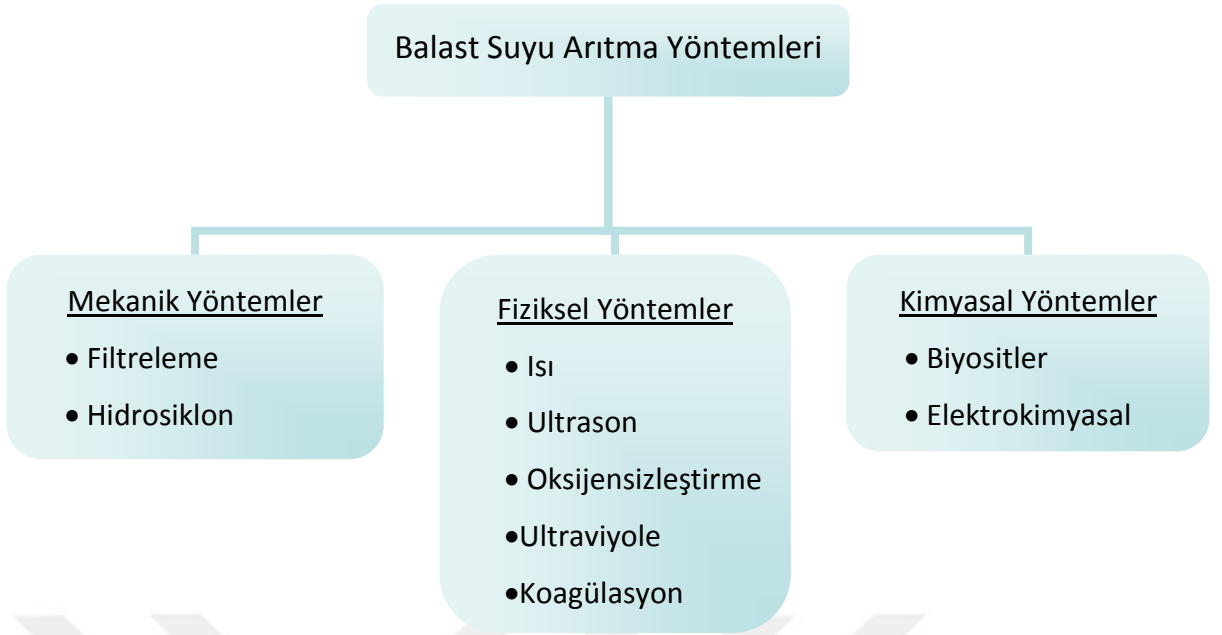 Balast Suyu Arıtma Yöntemleri
Mekanik Yöntemler
• Filtreleme
• Hidrosiklon
Fiziksel Yöntemler
• Isı
• Ultrason
• Oksijensizleştirme
•Ultraviyole
•Koagülasyon
Kimyasal Yöntemler
• Biyositler
• Elektrokimyasal